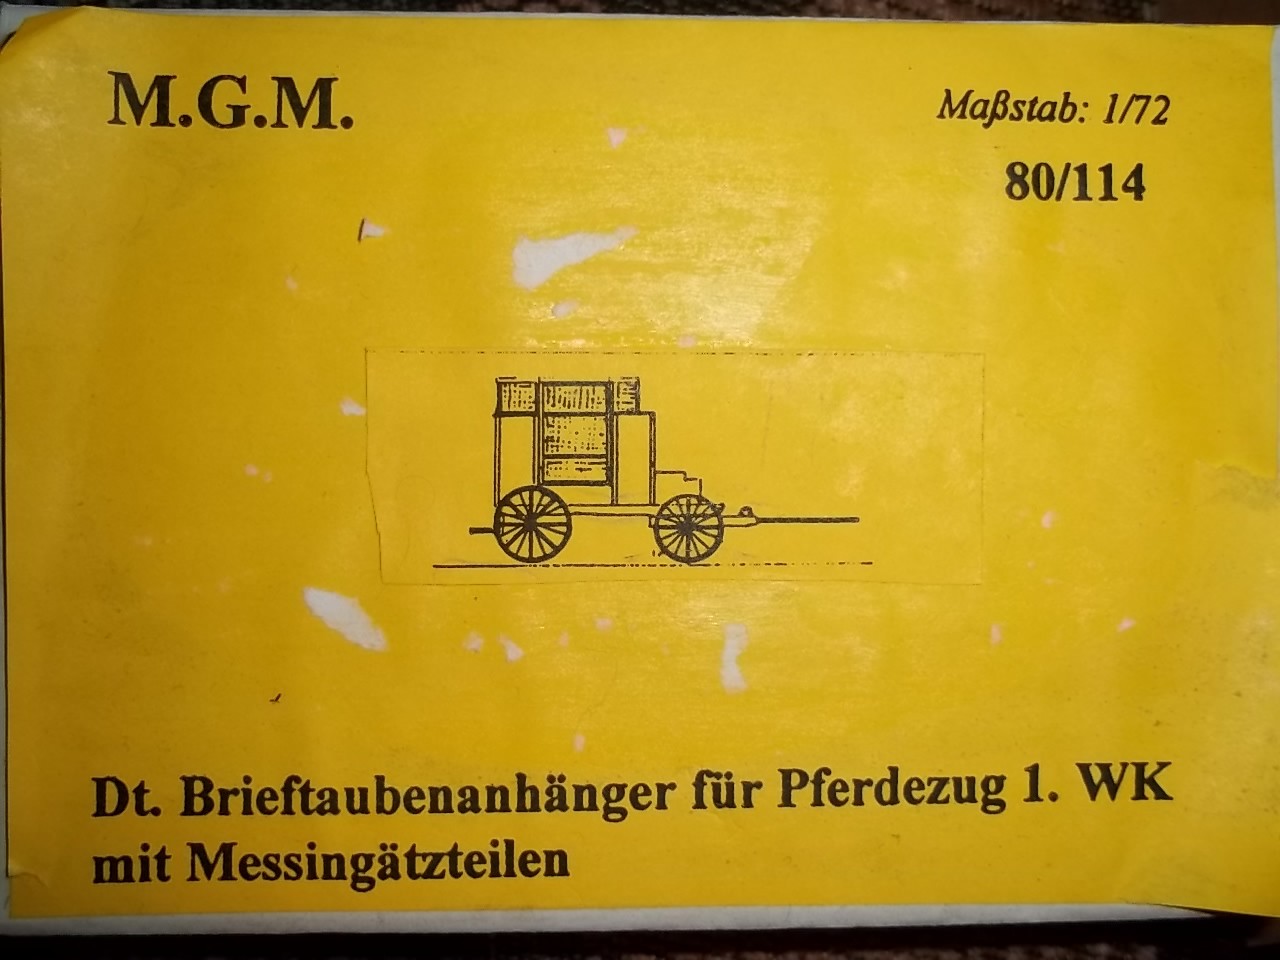 M.G.M.
Maßstab: 1/72
80/114
Dt. Brieftaubenanhänger für Pferdezug 1. WK
mit Messingätzteilen